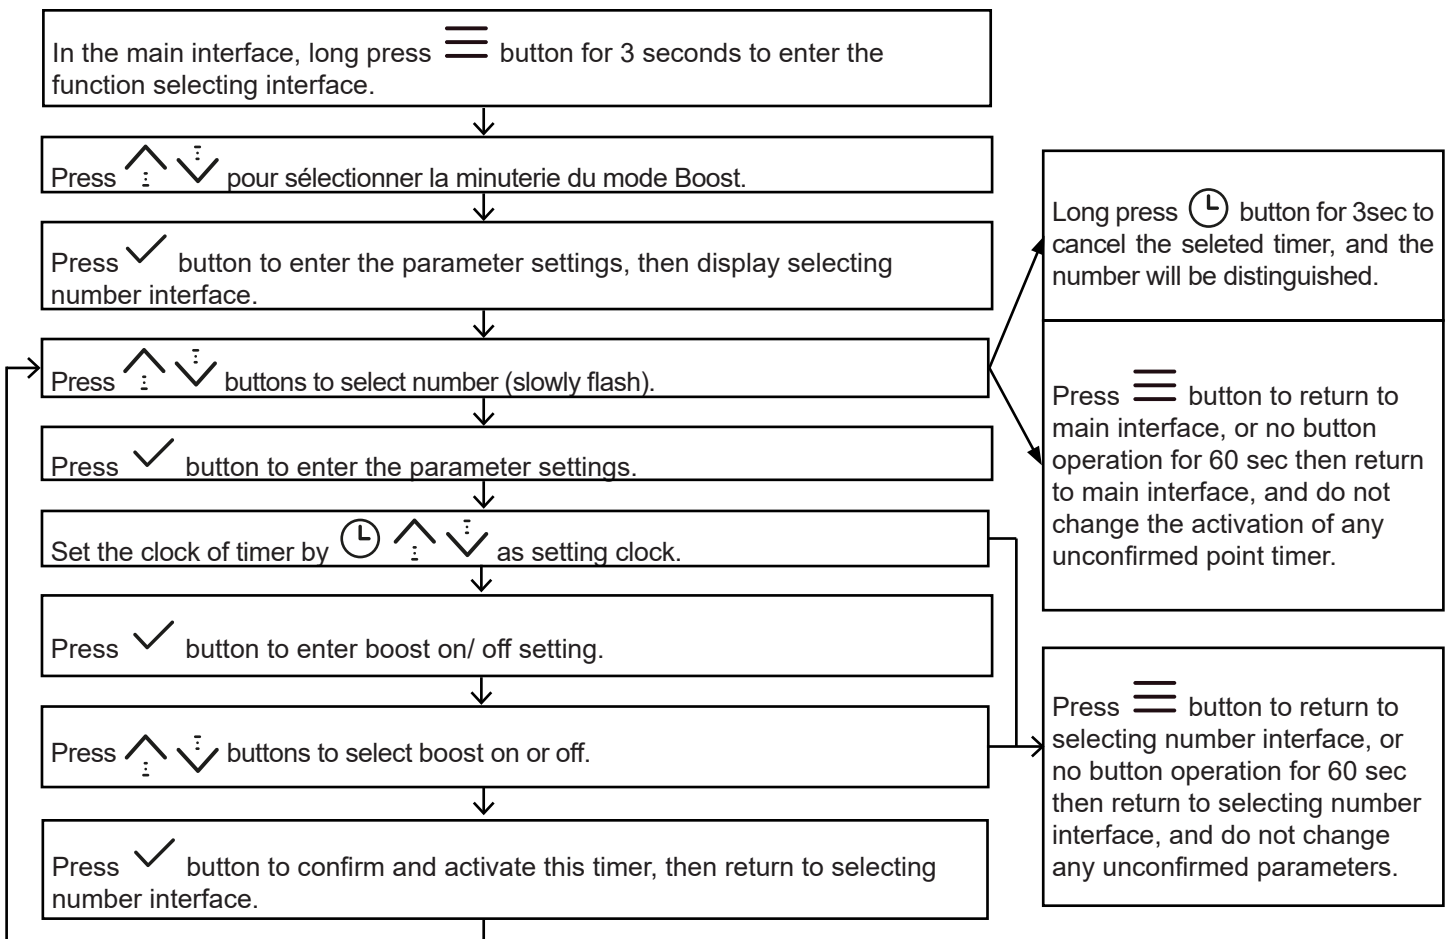 In the main interface, long press button for 3 seconds to enter the
function selecting interface.
Press pour sélectionner la minuterie du mode Boost.
Press button to enter the parameter settings, then display selecting
number interface.
Press buttons to select number (slowly flash).
Press button to enter the parameter settings.
Set the clock of timer by as setting clock.
Press button to enter boost on/ off setting.
Press buttons to select boost on or off.
Press button to confirm and activate this timer, then return to selecting
number interface.
Long press button for 3sec to
cancel the seleted timer, and the
number will be distinguished.
Press button to return to
main interface, or no button
operation for 60 sec then return
to main interface, and do not
change the activation of any
unconfirmed point timer.
Press button to return to
selecting number interface, or
no button operation for 60 sec
then return to selecting number
interface, and do not change
any unconfirmed parameters.